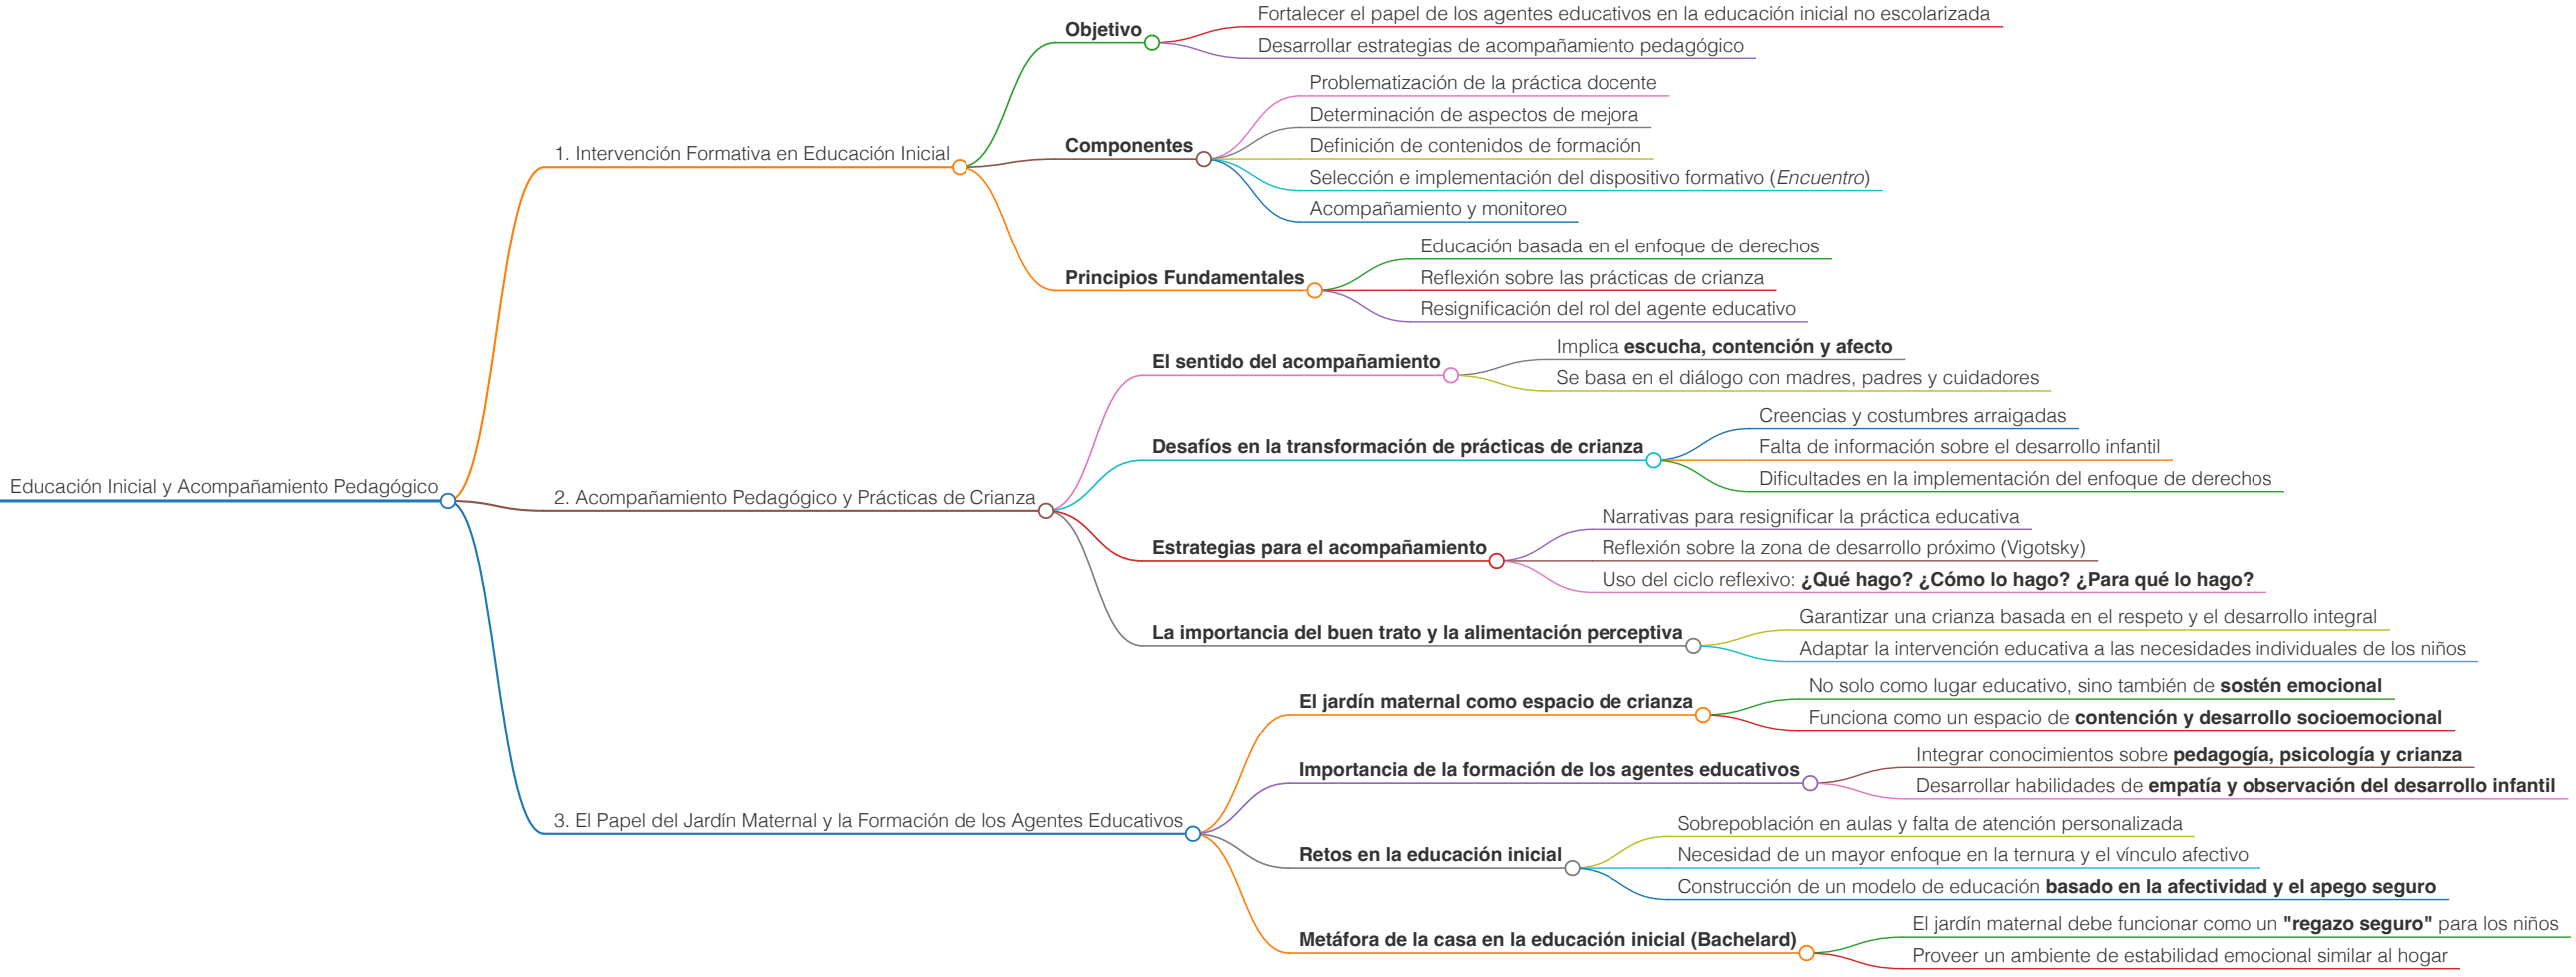 Educación Inicial y Acompañamiento Pedagógico
1. Intervención Formativa en Educación Inicial
Objetivo
Fortalecer el papel de los agentes educativos en la educación inicial no escolarizada
Desarrollar estrategias de acompañamiento pedagógico
Componentes
Problematización de la práctica docente
Determinación de aspectos de mejora
Definición de contenidos de formación
Selección e implementación del dispositivo formativo (Encuentro)
Acompañamiento y monitoreo
Principios Fundamentales
Educación basada en el enfoque de derechos
Reflexión sobre las prácticas de crianza
Resignificación del rol del agente educativo
2. Acompañamiento Pedagógico y Prácticas de Crianza
El sentido del acompañamiento
Implica escucha, contención y afecto
Se basa en el diálogo con madres, padres y cuidadores
Desafíos en la transformación de prácticas de crianza
Creencias y costumbres arraigadas
Falta de información sobre el desarrollo infantil
Dificultades en la implementación del enfoque de derechos
Estrategias para el acompañamiento
Narrativas para resignificar la práctica educativa
Reflexión sobre la zona de desarrollo próximo (Vigotsky)
Uso del ciclo reflexivo: ¿Qué hago? ¿Cómo lo hago? ¿Para qué lo hago?
La importancia del buen trato y la alimentación perceptiva
Garantizar una crianza basada en el respeto y el desarrollo integral
Adaptar la intervención educativa a las necesidades individuales de los niños
3. El Papel del Jardín Maternal y la Formación de los Agentes Educativos
El jardín maternal como espacio de crianza
No solo como lugar educativo, sino también de sostén emocional
Funciona como un espacio de contención y desarrollo socioemocional
Importancia de la formación de los agentes educativos
Integrar conocimientos sobre pedagogía, psicología y crianza
Desarrollar habilidades de empatía y observación del desarrollo infantil
Retos en la educación inicial
Sobrepoblación en aulas y falta de atención personalizada
Necesidad de un mayor enfoque en la ternura y el vínculo afectivo
Construcción de un modelo de educación basado en la afectividad y el apego seguro
Metáfora de la casa en la educación inicial (Bachelard)
El jardín maternal debe funcionar como un "regazo seguro" para los niños
Proveer un ambiente de estabilidad emocional similar al hogar